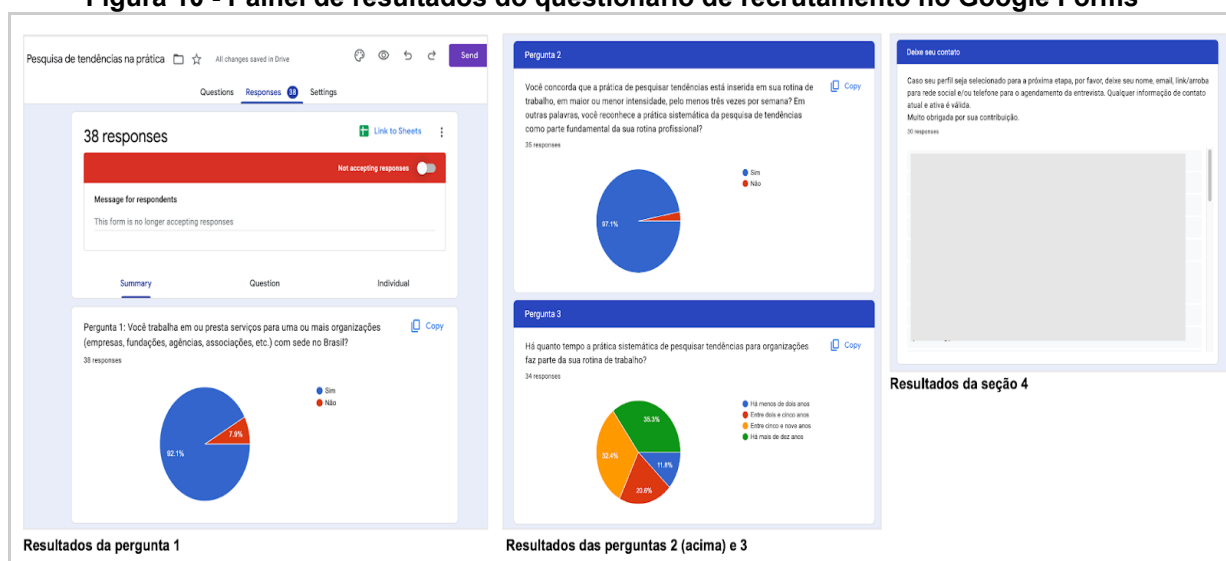 Figura 10 - Painel de resultados do questionário de recrutamento no Google Forms
Pesquisa de tendências na prática
All changes saved in Drive
Send
Questions Responses 38 Settings
38 responses
Link to Sheets
Not accepting responses
Message for respondents
This form is no longer accepting responses
Summary Question Individual
Pergunta 1: Você trabalha em ou presta serviços para uma ou mais organizações
(empresas, fundações, agências, associações, etc.) com sede no Brasil?
Copy
38 responses
Sim
Não
7.9%
92.1%
Resultados da pergunta 1
Pergunta 2
Você concorda que a prática de pesquisar tendências está inserida em sua rotina de
trabalho, em maior ou menor intensidade, pelo menos três vezes por semana? Em
outras palavras, você reconhece a prática sistemática da pesquisa de tendências
como parte fundamental da sua rotina profissional?
Copy
35 responses
Sim
Não
97.1%
Pergunta 3
Há quanto tempo a prática sistemática de pesquisar tendências para organizações
faz parte da sua rotina de trabalho?
Copy
34 responses
Há menos de dois anos
Entre dois e cinco anos
Entre cinco e nove anos
Há mais de dez anos
35.3%
32.4%
11.8%
20.6%
Resultados das perguntas 2 (acima) e 3
Deixe seu contato
Caso seu perfil seja selecionado para a próxima etapa, por favor, deixe seu nome, email, link/arroba
para rede social e/ou telefone para o agendamento da entrevista. Qualquer informação de contato
atual e ativa é válida.
Muito obrigada por sua contribuição.
30 responses
Resultados da seção 4